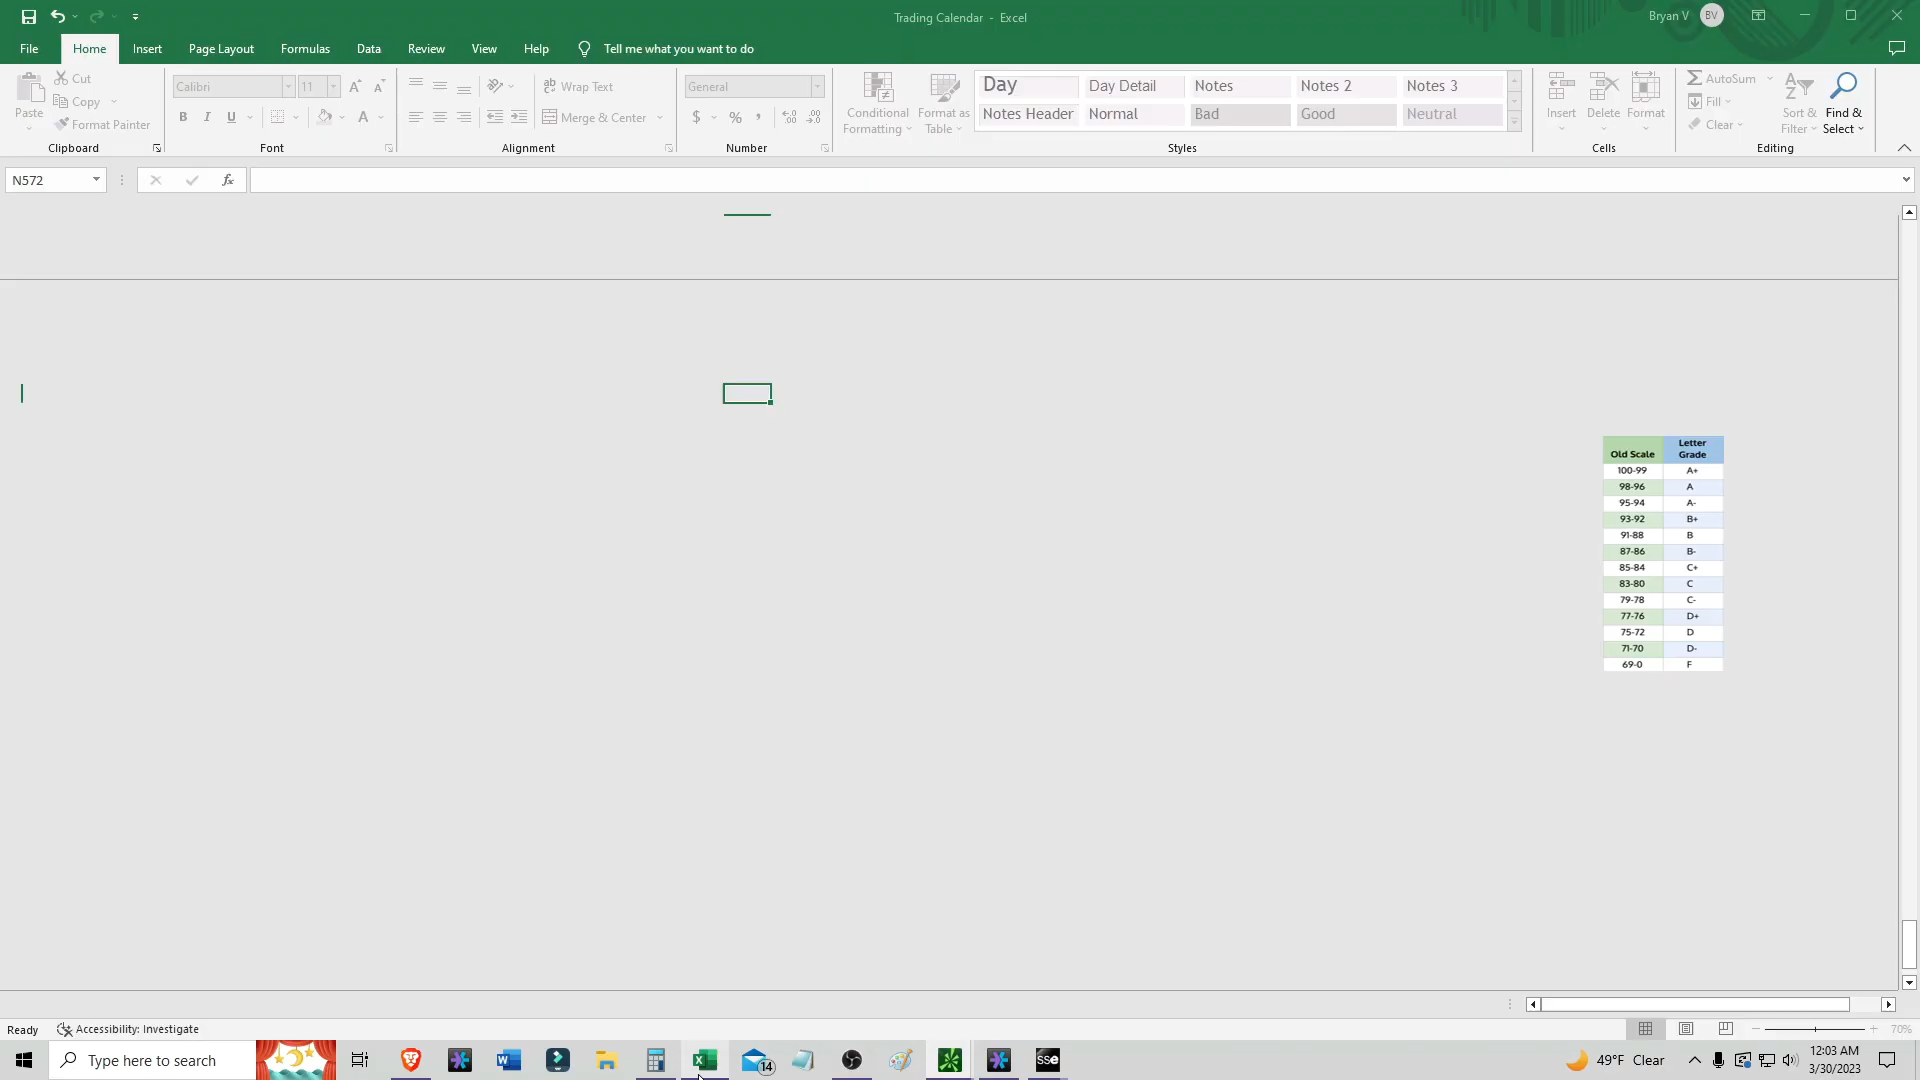 Trading Calendar - Excel
Bryan V
BV
File Home Insert Page Layout Formulas Data Review View Help Tell me what you want to do
Paste
Cut
Copy
Format Painter
Clipboard
Calibri 11
B I U
Font
Wrap Text
Merge & Center
Alignment
General
$ % ,
Number
Conditional
Formatting
Format as
Table
Day Day Detail Notes Notes 2 Notes 3
Notes Header Normal Bad Good Neutral
Styles
Insert Delete Format
Cells
AutoSum
Fill
Clear
Sort &
Filter
Find &
Select
Editing
N572
fx
Old Scale Letter Grade
100-99 A+
98-96 A
95-94 A-
93-92 B+
91-88 B
87-86 B-
85-84 C+
83-80 C
79-78 C-
77-76 D+
75-72 D
71-70 D-
69-0 F
Ready
Accessibility: Investigate
70%
Type here to search
14
SSe
49°F Clear
12:03 AM
3/30/2023